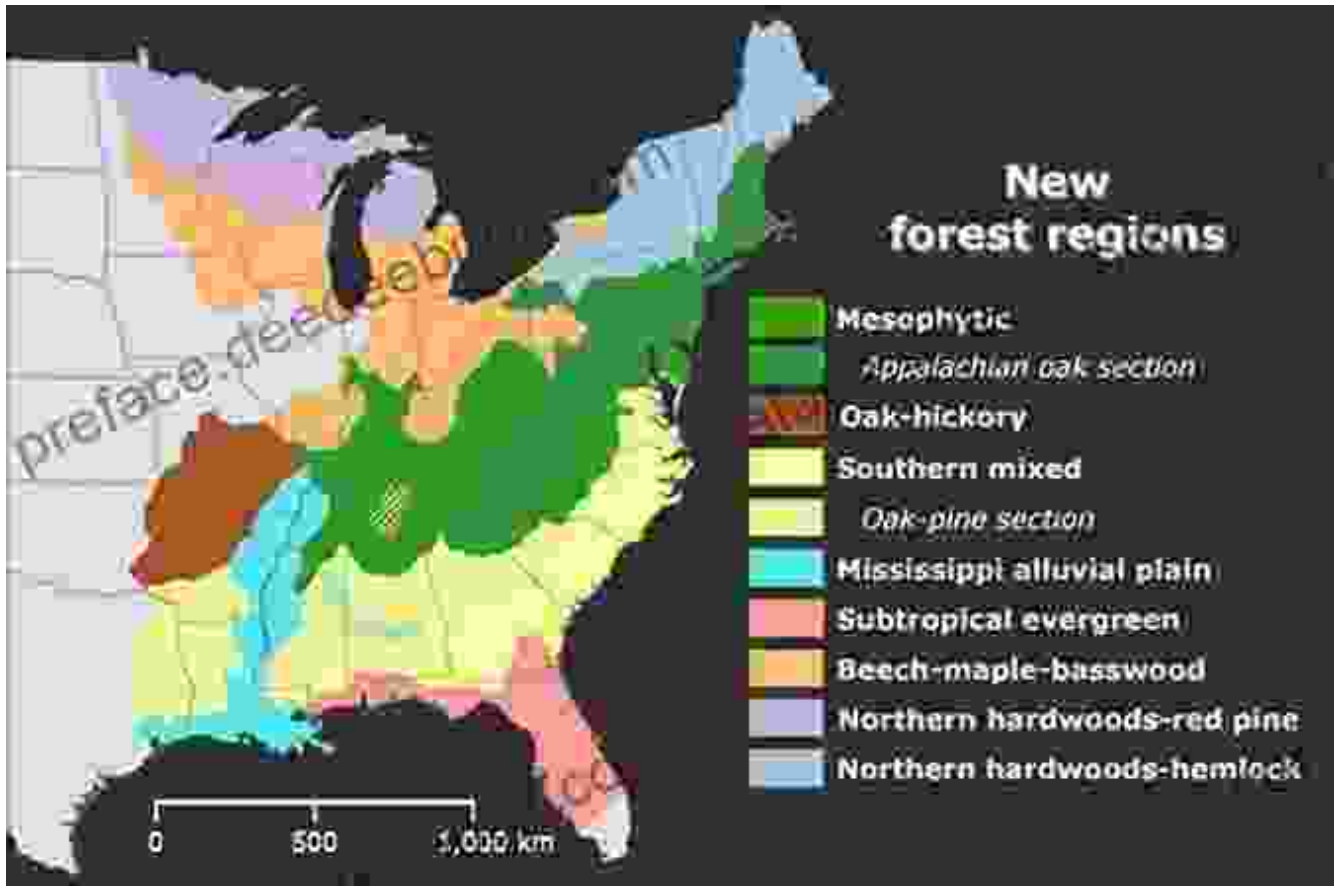 New
forest regions
Mesophytic
Appalachian oak section
Oak-hickory
Southern mixed
Oak-pine section
Mississippi alluvial plain
Subtropical evergreen
Beech-maple-basswood
Northern hardwoods-red pine
Northern hardwoods-hemlock
0 500 1,000 km